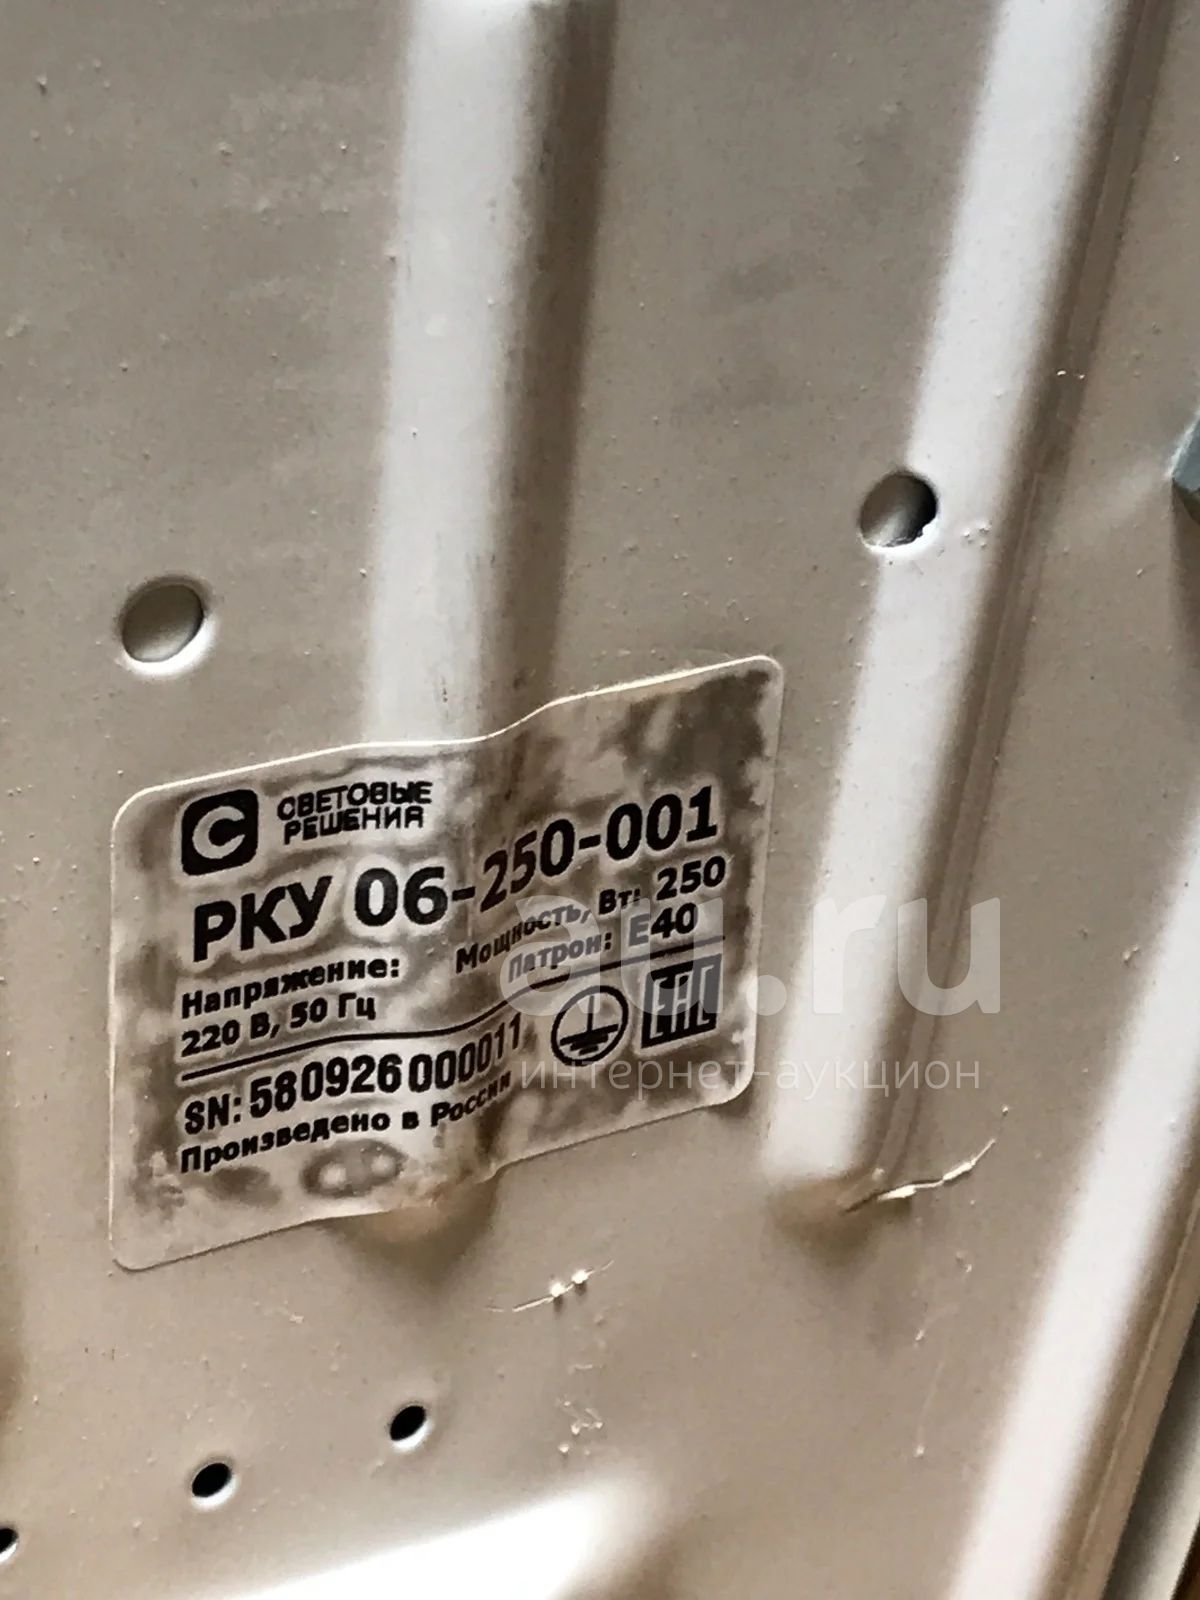 С СВЕТОВЫЕ
РЕШЕНИЯ
РКУ 06-250-001
Напряжение:
220 В, 50 Гц
Мощность, Вт: 250
Патрон: Е40
SN: 580926000011
Произведено в России
ЕАС
au.ru
интернет-аукцион